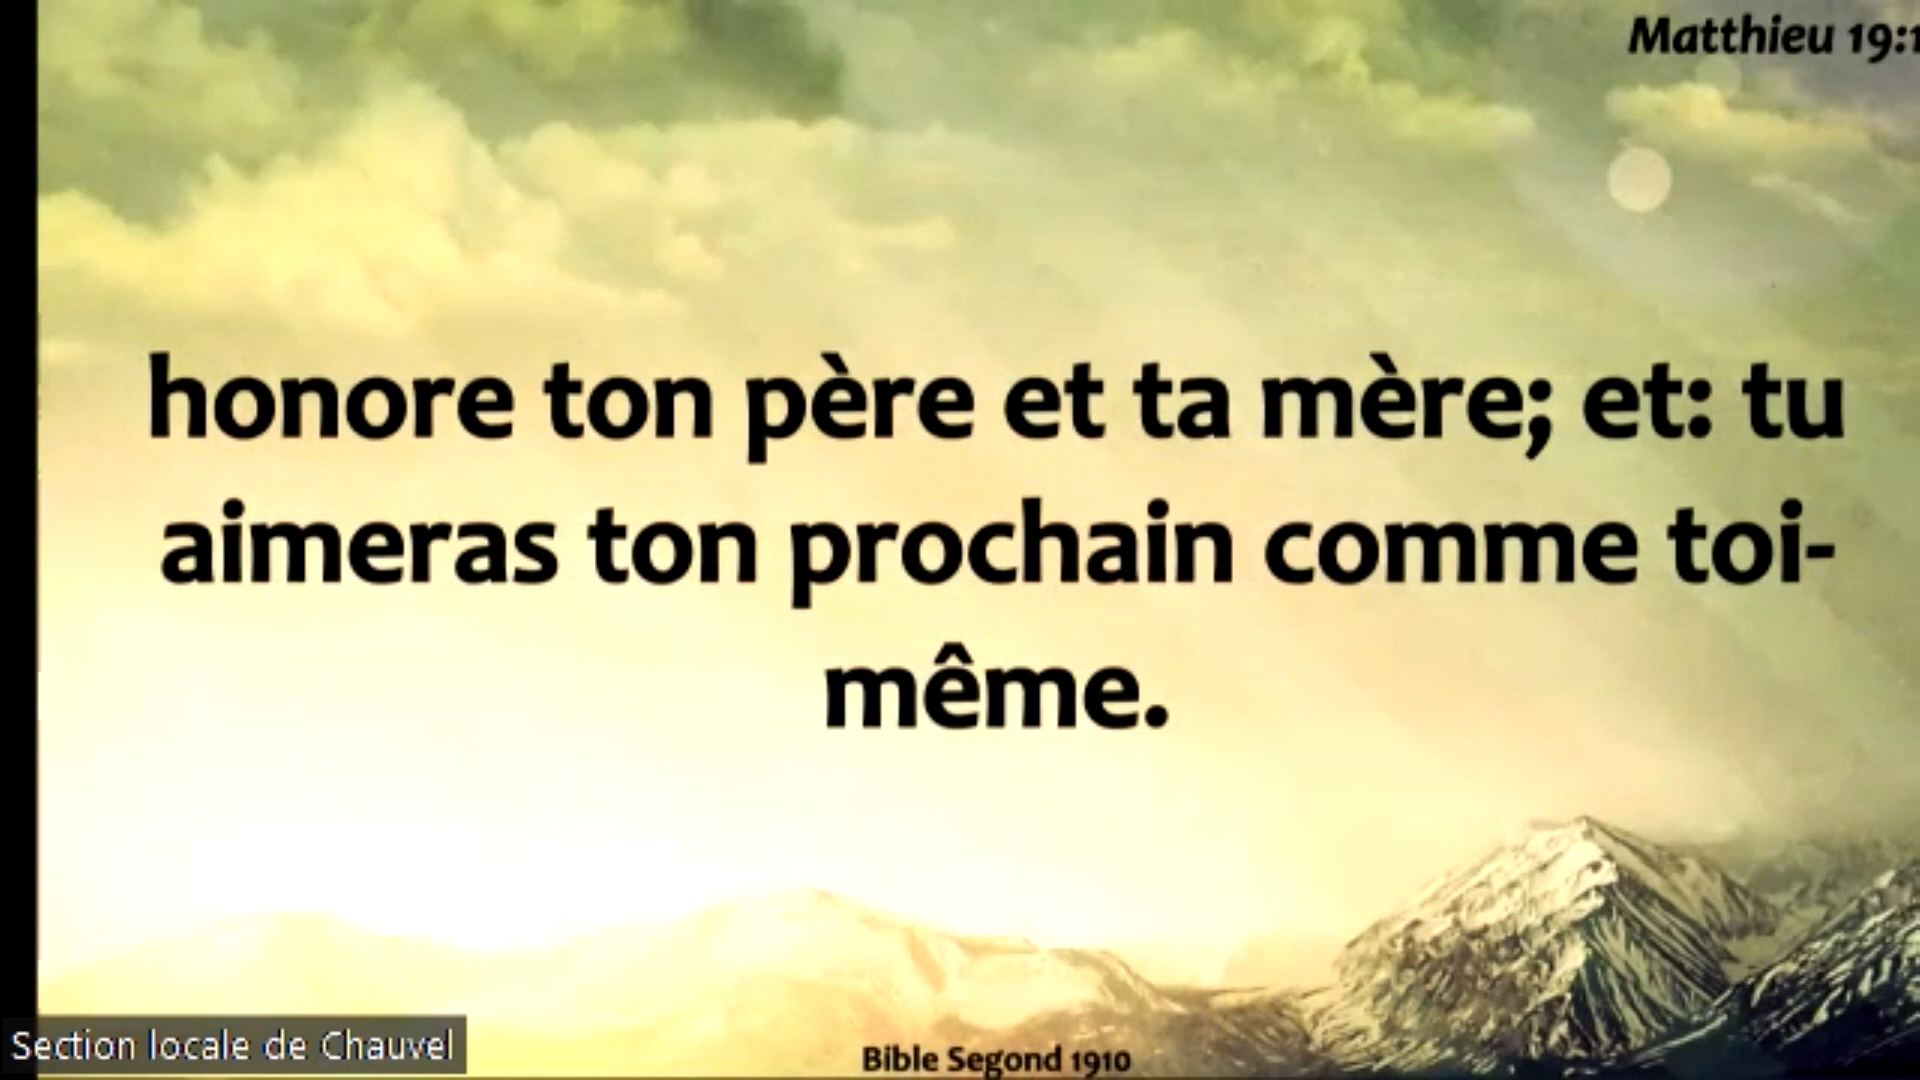 Matthieu 19:1
honore ton père et ta mère; et: tu
aimeras ton prochain comme toi-
même.
Section locale de Chauvel
Bible Segond 1910